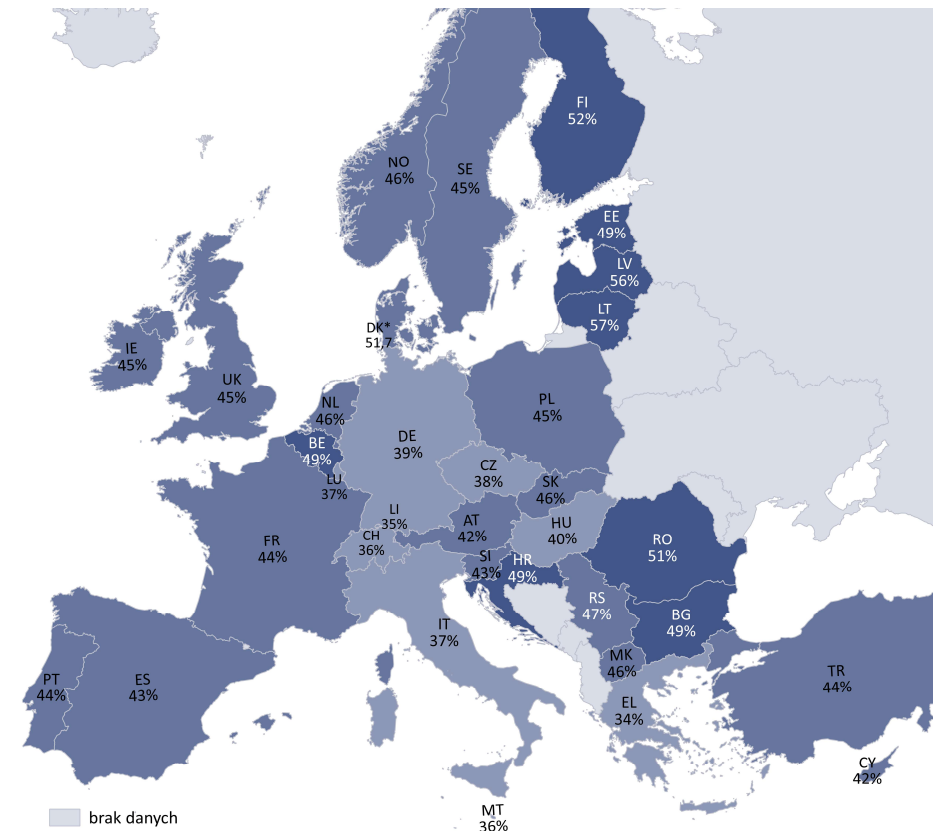 FI
52%
NO
46%
SE
45%
EE
49%
LV
56%
LT
57%
DK*
51,7
IE
45%
UK
45%
NL
46%
PL
45%
BE
49%
DE
39%
CZ
38%
LU
37%
SK
46%
LI
35%
AT
42%
HU
40%
CH
36%
FR
44%
RO
51%
SI
43%
HR
49%
RS
47%
BG
49%
IT
37%
MK
46%
PT
44%
ES
43%
TR
44%
EL
34%
CY
42%
MT
36%
brak danych